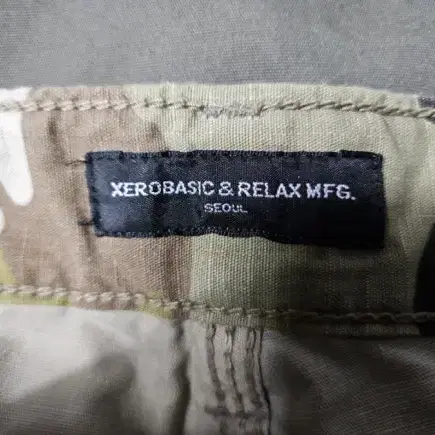 XEROBASIC & RELAX MFG.
SEOUL